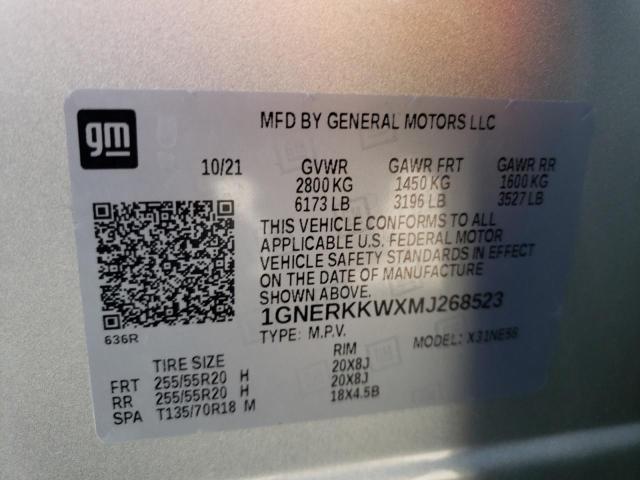 gm
MFD BY GENERAL MOTORS LLC
10/21 GVWR GAWR FRT GAWR RR
2800 KG 1450 KG 1600 KG
6173 LB 3196 LB 3527 LB
THIS VEHICLE CONFORMS TO ALL
APPLICABLE U.S. FEDERAL MOTOR
VEHICLE SAFETY STANDARDS IN EFFECT
ON THE DATE OF MANUFACTURE
SHOWN ABOVE.
636R
1GNERKKWXMJ268523
TYPE: M.P.V. MODEL: X31NE56
TIRE SIZE RIM
FRT 255/55R20 H 20X8J
RR 255/55R20 H 20X8J
SPA T135/70R18 M 18X4.5B